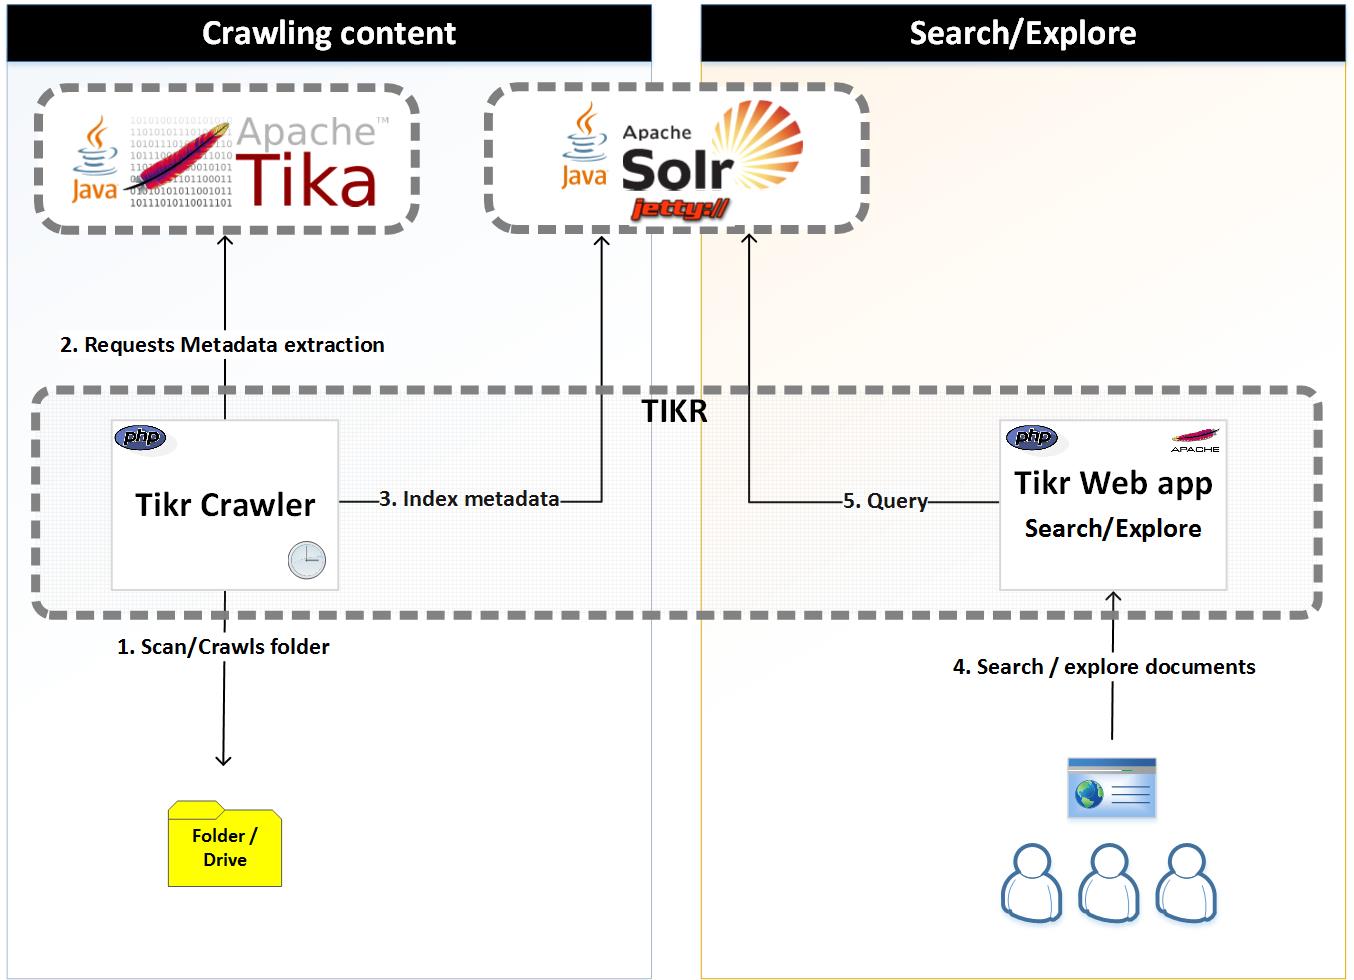 Crawling content
Search/Explore
Java
Apache™
Tika
Java
Apache
Solr
jetty://
2. Requests Metadata extraction
TIKR
php
Tikr Crawler
3. Index metadata
5. Query
php
APACHE
Tikr Web app
Search/Explore
1. Scan/Crawls folder
4. Search / explore documents
Folder /
Drive